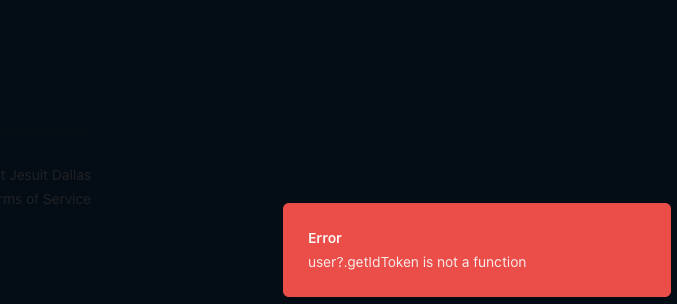 t Jesuit Dallas
rms of Service
Error
user?.getIdToken is not a function